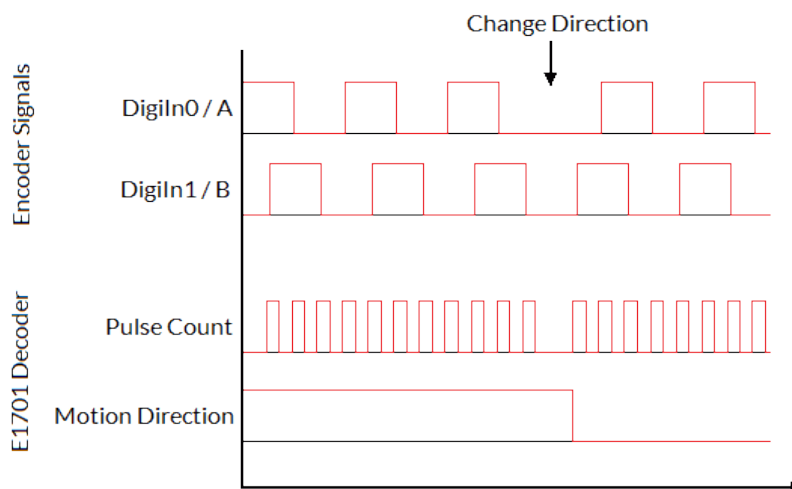 Change Direction
Encoder Signals
DigiIn0 / A
DigiIn1 / B
E1701 Decoder
Pulse Count
Motion Direction